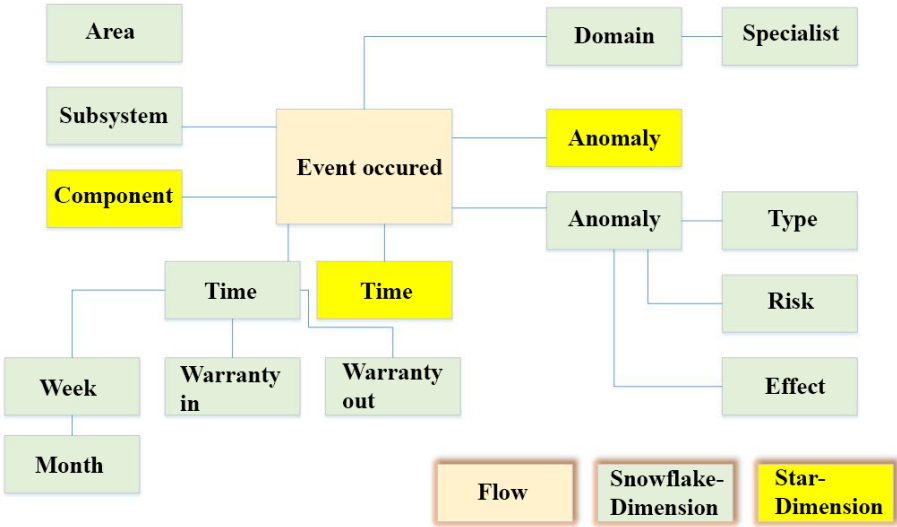 Area
Domain
Specialist
Subsystem
Event occured
Anomaly
Component
Anomaly
Type
Time
Time
Risk
Week
Warranty
in
Warranty
out
Effect
Month
Flow
Snowflake-
Dimension
Star-
Dimension